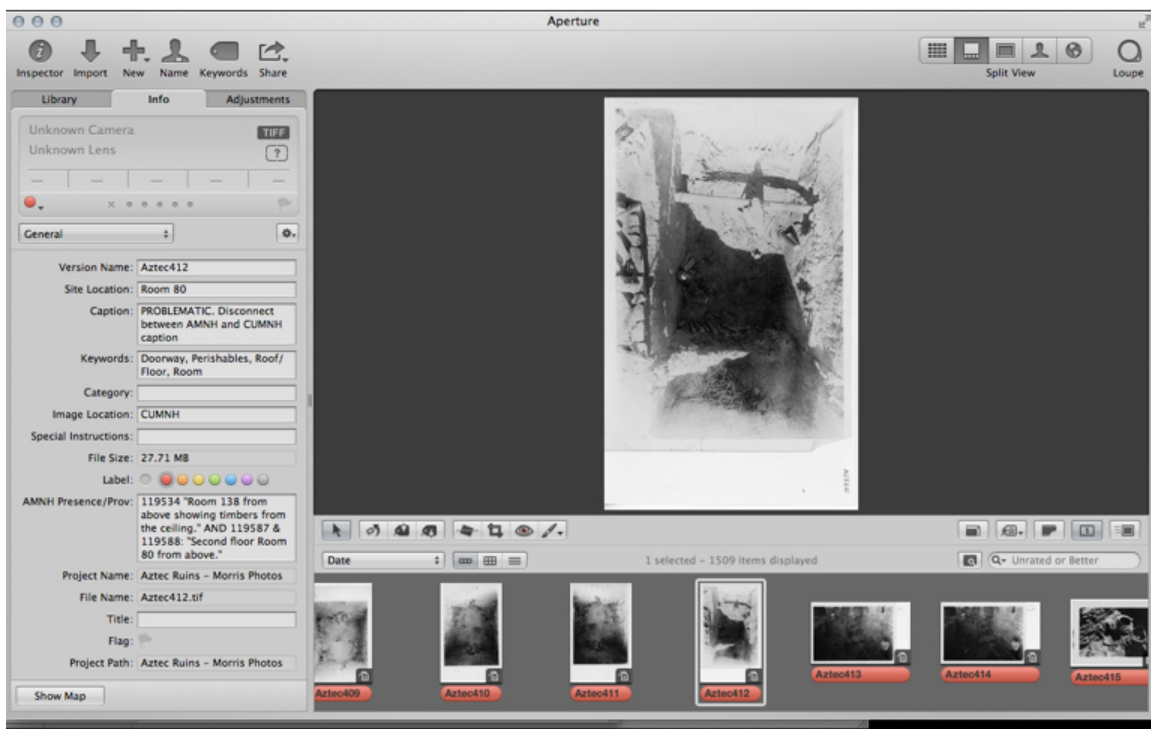 Aperture
Inspector Import New Name Keywords Share
Split View Loupe
Library Info Adjustments
Unknown Camera TIFF
Unknown Lens ?
General
Version Name: Aztec412
Site Location: Room 80
Caption: PROBLEMATIC. Disconnect
between AMNH and CUMNH
caption
Keywords: Doorway, Perishables, Roof/
Floor, Room
Category:
Image Location: CUMNH
Special Instructions:
File Size: 27.71 MB
Label:
AMNH Presence/Prov: 119534 "Room 138 from
above showing timbers from
the ceiling." AND 119587 &
119588: "Second floor Room
80 from above."
Project Name: Aztec Ruins - Morris Photos
File Name: Aztec412.tif
Title:
Flag:
Project Path: Aztec Ruins - Morris Photos
Show Map
Date 1 selected - 1509 items displayed Unrated or Better
Aztec409 Aztec410 Aztec411 Aztec412 Aztec413 Aztec414 Aztec415